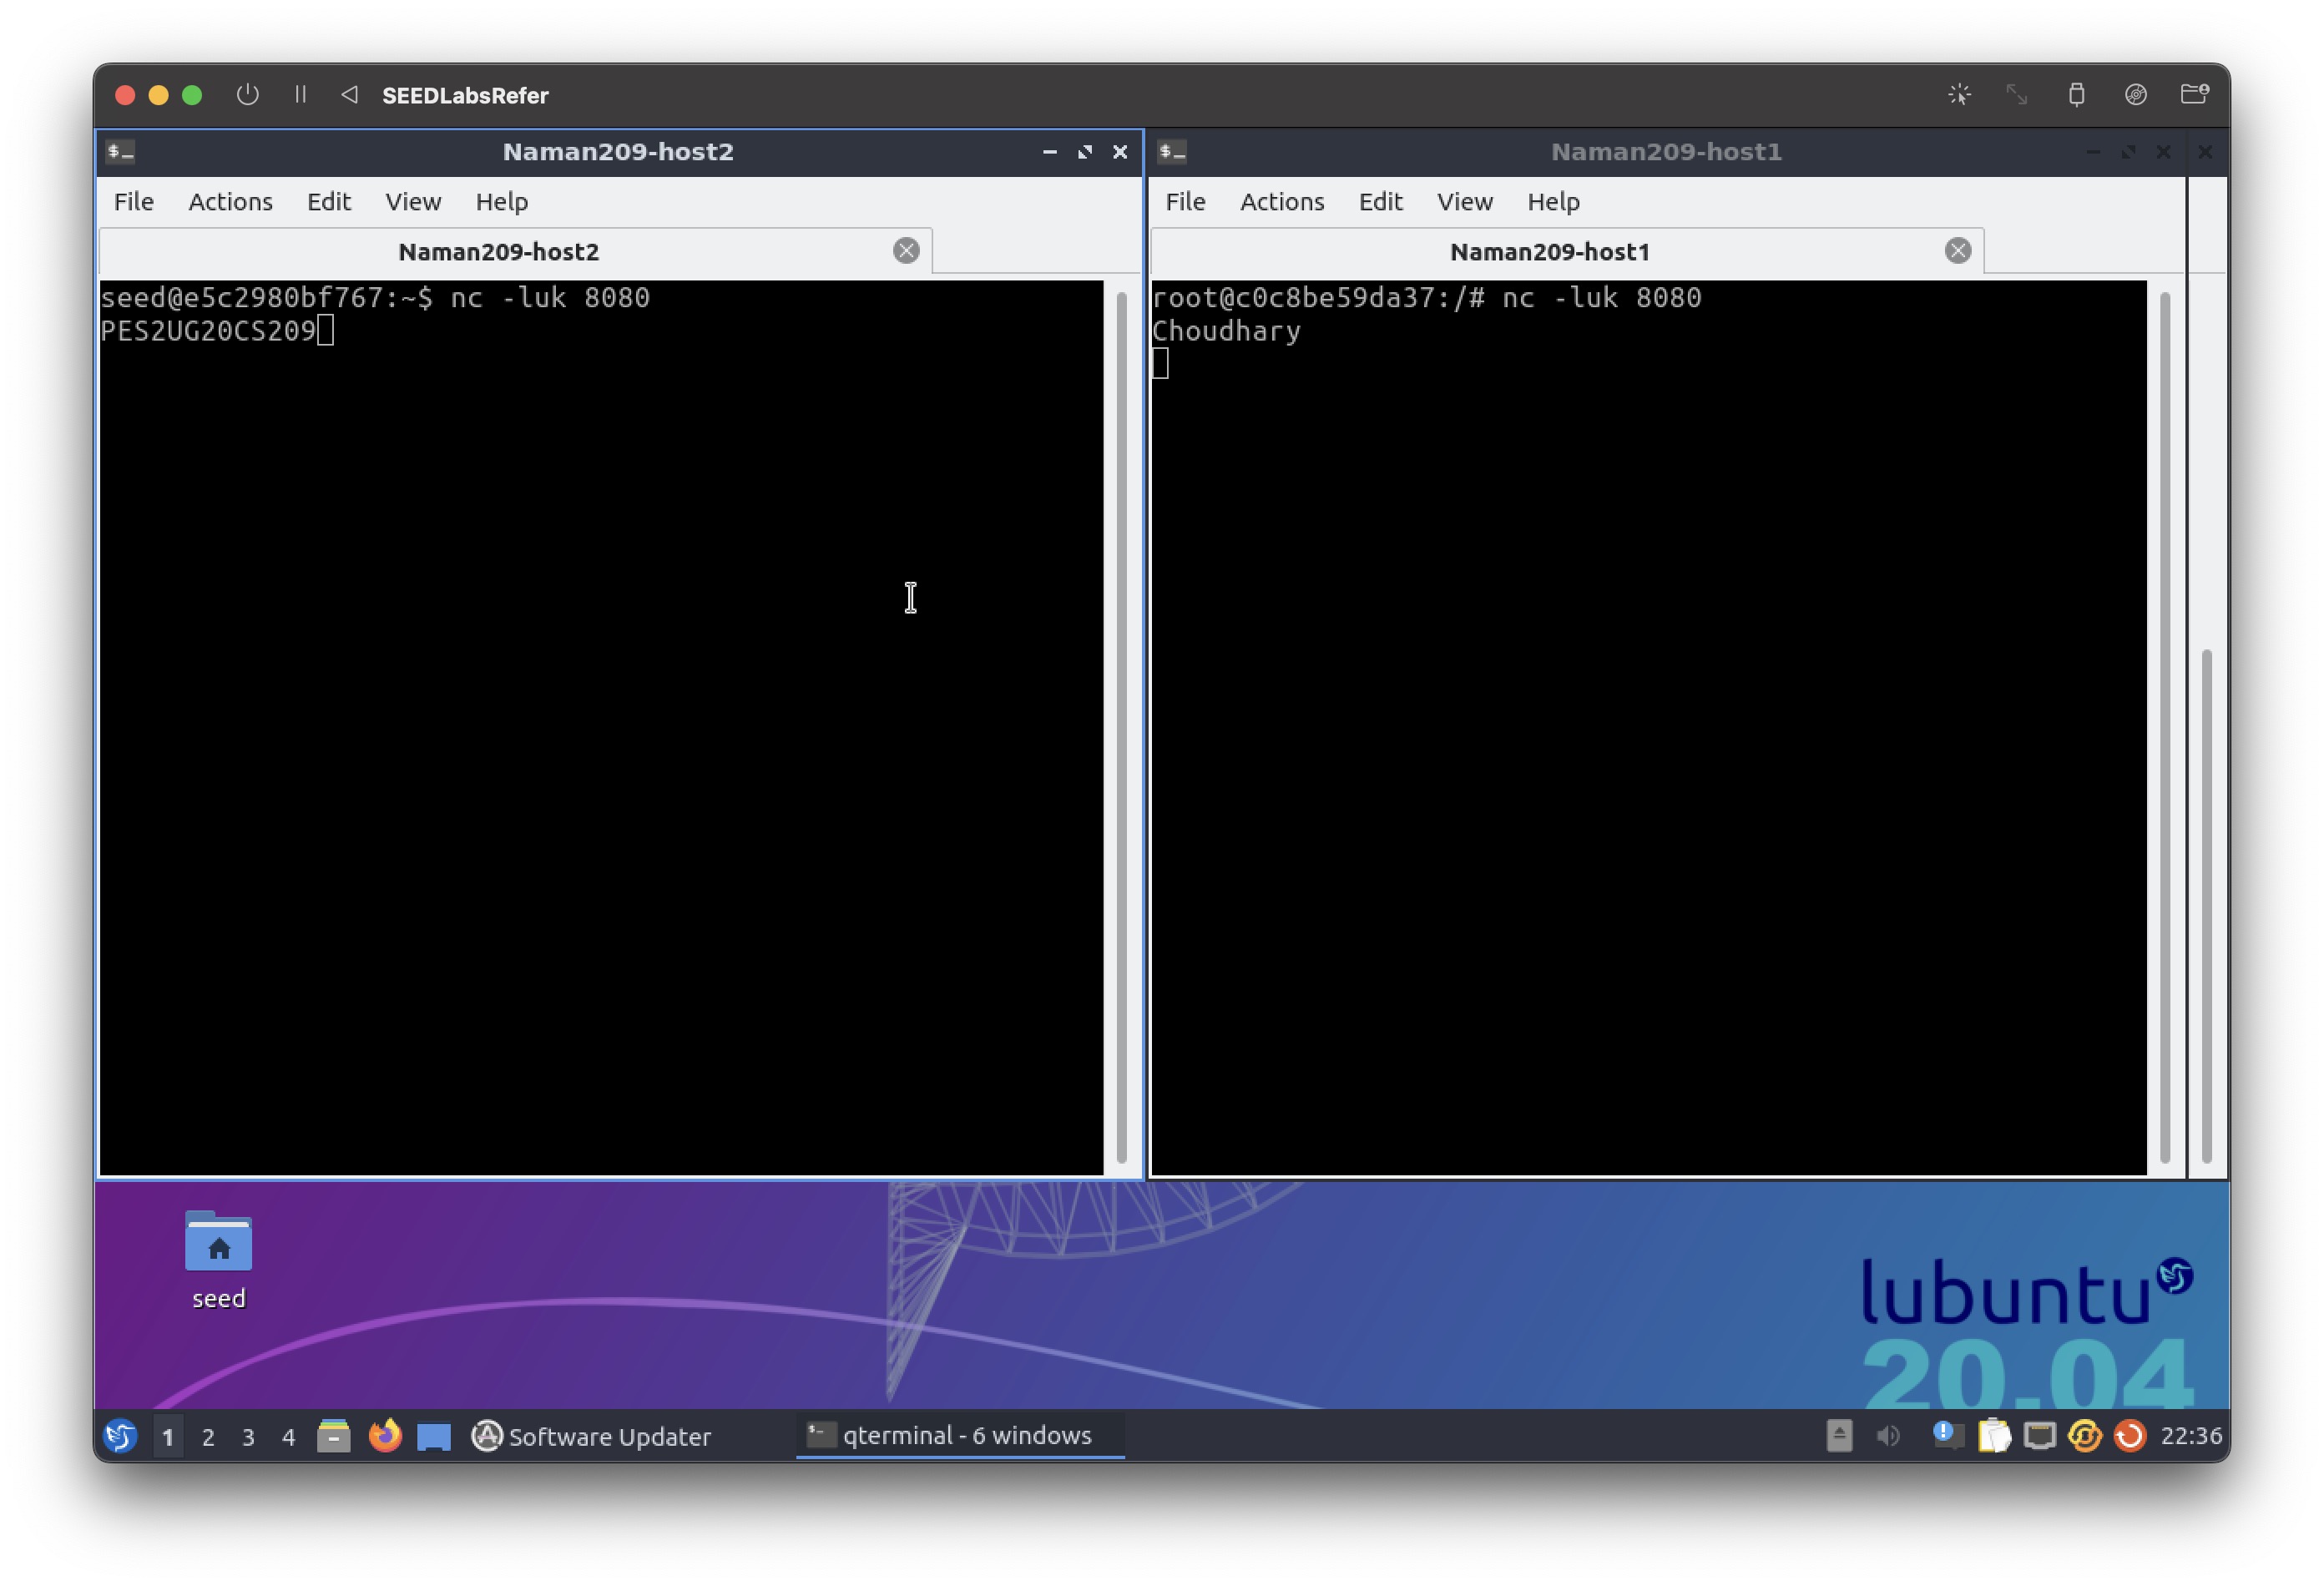 SEEDLabsRefer
Naman209-host2
File Actions Edit View Help
Naman209-host2
seed@e5c2980bf767:~$ nc -luk 8080
PES2UG20CS209
Naman209-host1
File Actions Edit View Help
Naman209-host1
root@c0c8be59da37:/# nc -luk 8080
Choudhary
seed
lubuntu
20.04
1 2 3 4 Software Updater qterminal - 6 windows 22:36